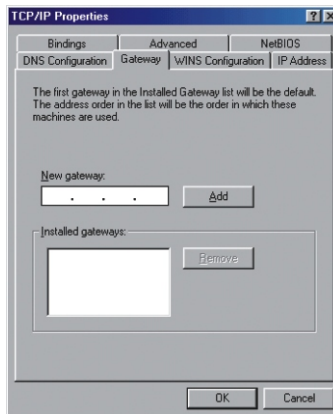 TCP/IP Properties
Bindings Advanced NetBIOS
DNS Configuration Gateway WINS Configuration IP Address
The first gateway in the Installed Gateway list will be the default.
The address order in the list will be the order in which these
machines are used.
New gateway:
. . . Add
Installed gateways:
Remove
OK Cancel